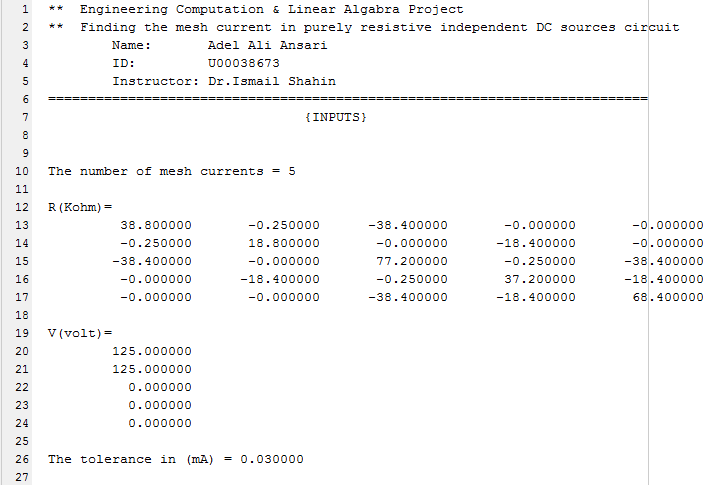 1 ** Engineering Computation & Linear Algabra Project
2 ** Finding the mesh current in purely resistive independent DC sources circuit
3 Name: Adel Ali Ansari
4 ID: U00038673
5 Instructor: Dr.Ismail Shahin
6 ===========================================================================
7 {INPUTS}
8
9
10 The number of mesh currents = 5
11
12 R(Kohm)=
13 38.800000 -0.250000 -38.400000 -0.000000 -0.000000
14 -0.250000 18.800000 -0.000000 -18.400000 -0.000000
15 -38.400000 -0.000000 77.200000 -0.250000 -38.400000
16 -0.000000 -18.400000 -0.250000 37.200000 -18.400000
17 -0.000000 -0.000000 -38.400000 -18.400000 68.400000
18
19 V(volt)=
20 125.000000
21 125.000000
22 0.000000
23 0.000000
24 0.000000
25
26 The tolerance in (mA) = 0.030000
27